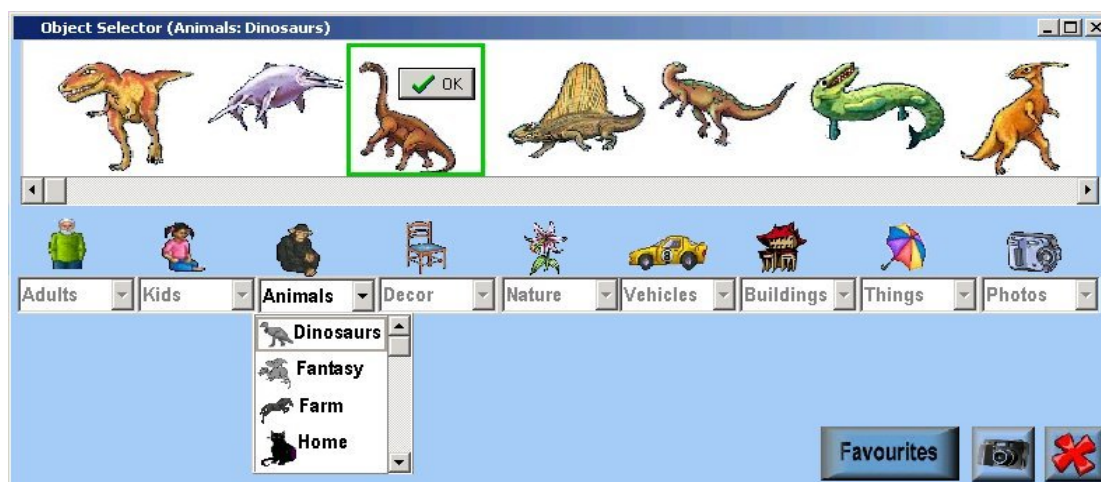 Object Selector (Animals: Dinosaurs)
OK
Adults Kids Animals Decor Nature Vehicles Buildings Things Photos
Dinosaurs
Fantasy
Farm
Home
Favourites